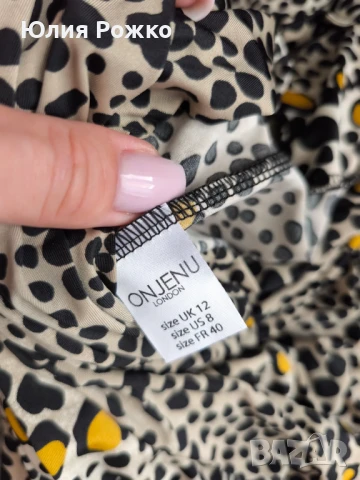 Юлия Рожко
ONJENU
LONDON
size UK 12
size US 8
size FR 40
BAZAR